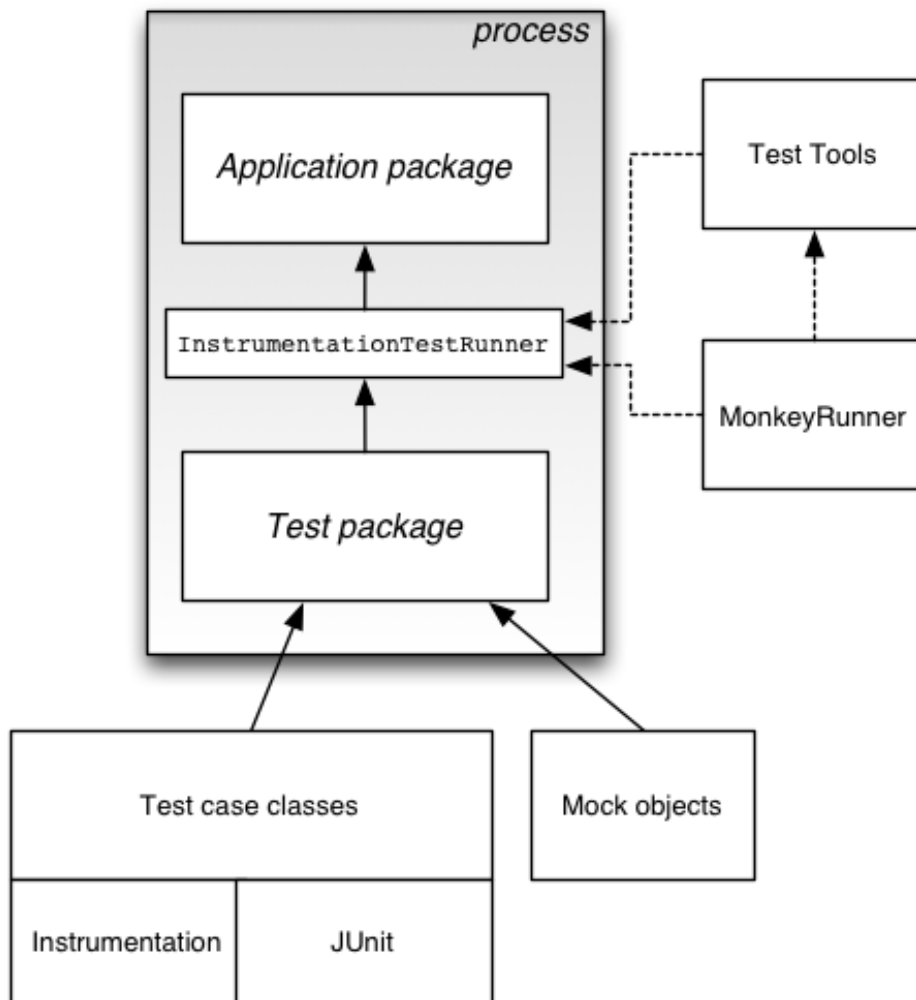 process
Application package
Test Tools
InstrumentationTestRunner
MonkeyRunner
Test package
Test case classes
Mock objects
Instrumentation
JUnit